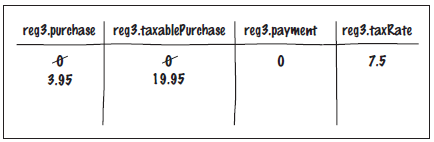 reg3.purchase reg3.taxablePurchase reg3.payment reg3.taxRate
0 0 0 7.5
3.95 19.95